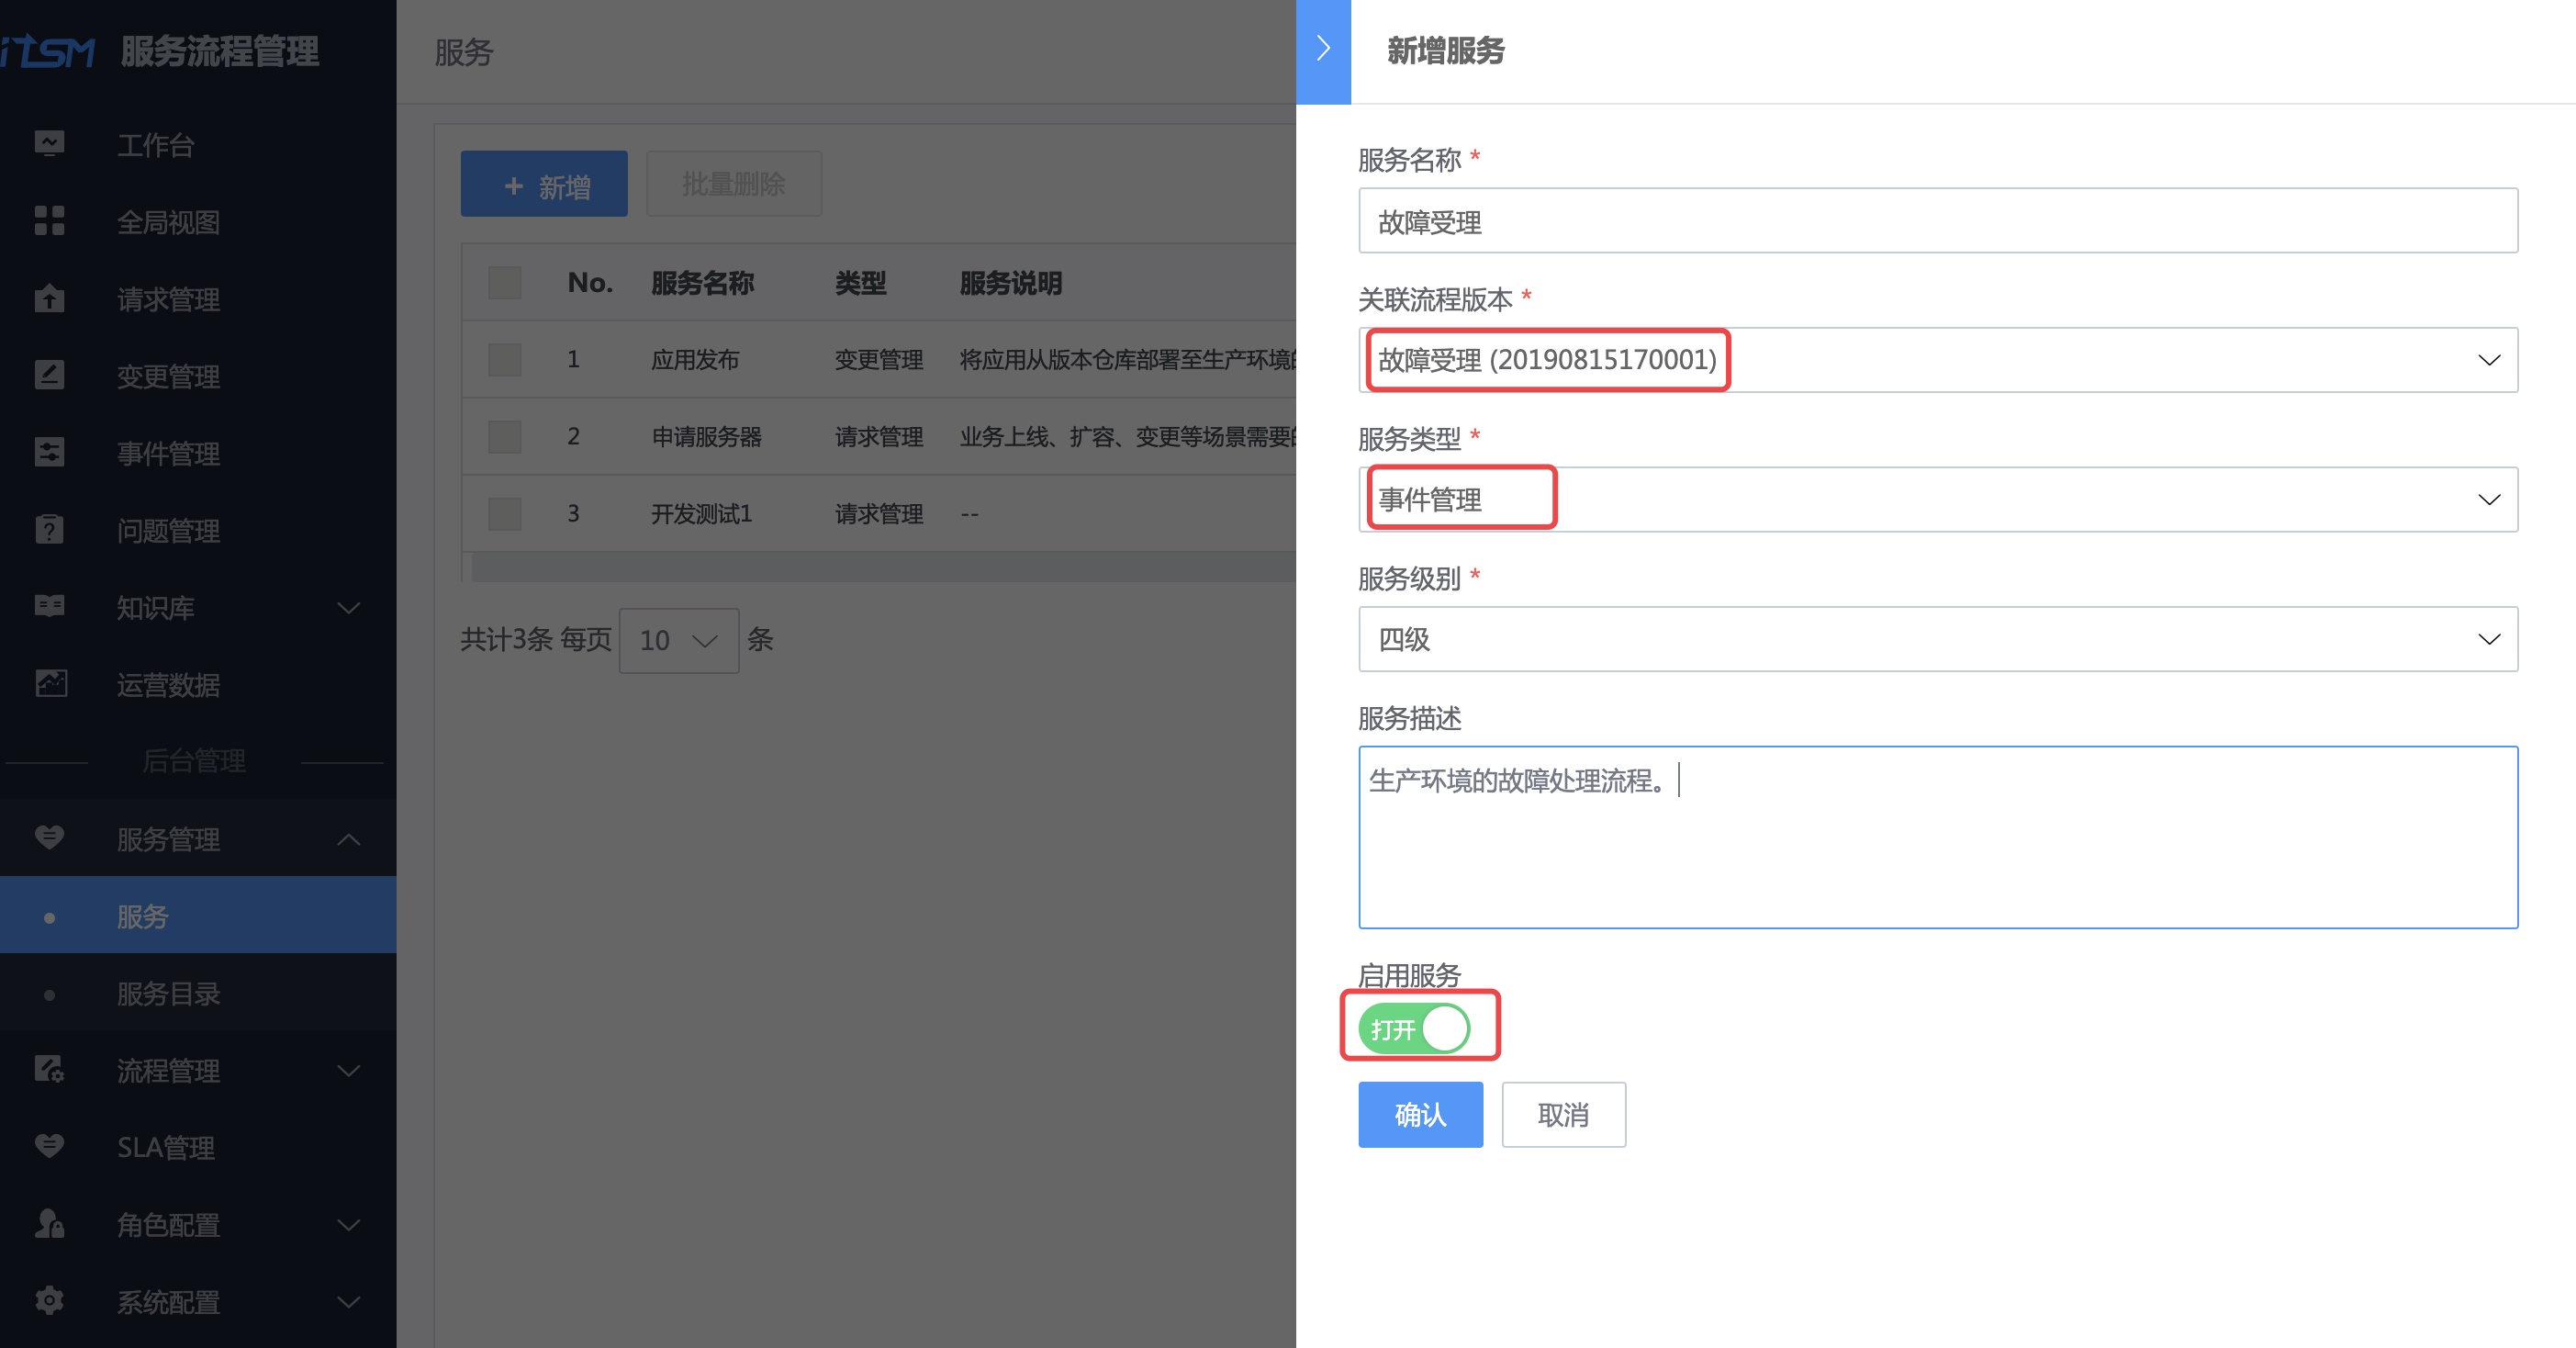 iTSM 服务流程管理
工作台
全局视图
请求管理
变更管理
事件管理
问题管理
知识库
运营数据
后台管理
服务管理
服务
服务目录
流程管理
SLA管理
角色配置
系统配置
服务
+ 新增 批量删除
No. 服务名称 类型 服务说明
1 应用发布 变更管理 将应用从版本仓库部署至生产环境
2 申请服务器 请求管理 业务上线、扩容、变更等场景需要
3 开发测试1 请求管理 --
共计3条 每页 10 条
新增服务
服务名称 *
故障受理
关联流程版本 *
故障受理 (20190815170001)
服务类型 *
事件管理
服务级别 *
四级
服务描述
生产环境的故障处理流程。
启用服务
打开
确认 取消